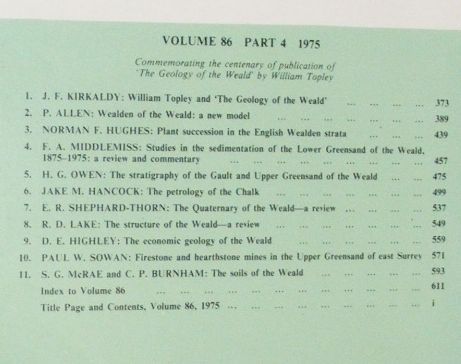 VOLUME 86 PART 4 1975
Commemorating the centenary of publication of
'The Geology of the Weald' by William Topley
1. J. F. KIRKALDY: William Topley and 'The Geology of the Weald' ... ... ... ... 373
2. P. ALLEN: Wealden of the Weald: a new model ... ... ... ... 389
3. NORMAN F. HUGHES: Plant succession in the English Wealden strata ... ... ... 439
4. F. A. MIDDLEMISS: Studies in the sedimentation of the Lower Greensand of the Weald,
1875-1975: a review and commentary ... ... ... ... ... ... ... 457
5. H. G. OWEN: The stratigraphy of the Gault and Upper Greensand of the Weald ... ... 475
6. JAKE M. HANCOCK: The petrology of the Chalk ... ... ... ... ... 499
7. E. R. SHEPHARD-THORN: The Quaternary of the Weald—a review ... ... ... ... 537
8. R. D. LAKE: The structure of the Weald—a review ... ... ... ... ... 549
9. D. E. HIGHLEY: The economic geology of the Weald ... ... ... ... 559
10. PAUL W. SOWAN: Firestone and hearthstone mines in the Upper Greensand of east Surrey 571
11. S. G. McRAE and C. P. BURNHAM: The soils of the Weald ... ... ... ... 593
Index to Volume 86 ... ... ... ... ... ... ... ... 611
Title Page and Contents, Volume 86, 1975 ... ... ... ... ... ... i